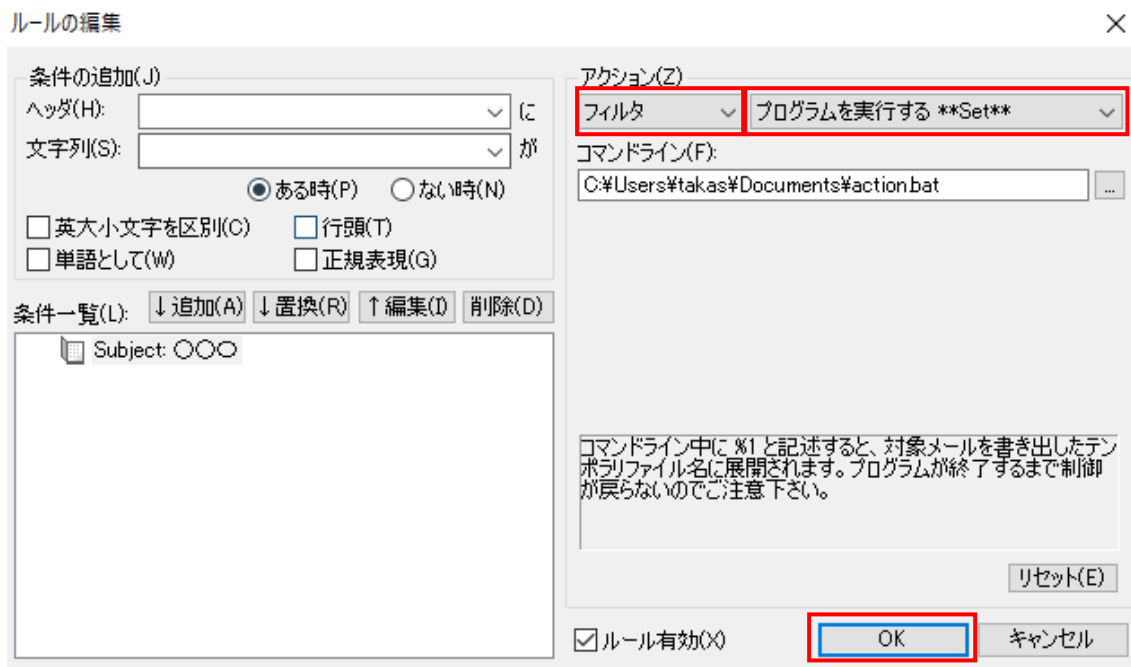 ルールの編集
条件の追加(J)
ヘッダ(H):
に
文字列(S):
が
ある時(P)
ない時(N)
英大小文字を区別(C)
行頭(T)
単語として(W)
正規表現(G)
条件一覧(L):
↓追加(A)
↓置換(R)
↑編集(I)
削除(D)
Subject: 〇〇〇
アクション(Z)
フィルタ
プログラムを実行する **Set**
コマンドライン(F):
C:¥Users¥takas¥Documents¥action.bat
...
コマンドライン中に %1 と記述すると、対象メールを書き出したテン
ポラリファイル名に展開されます。プログラムが終了するまで制御
が戻らないのでご注意下さい。
リセット(E)
ルール有効(X)
OK
キャンセル